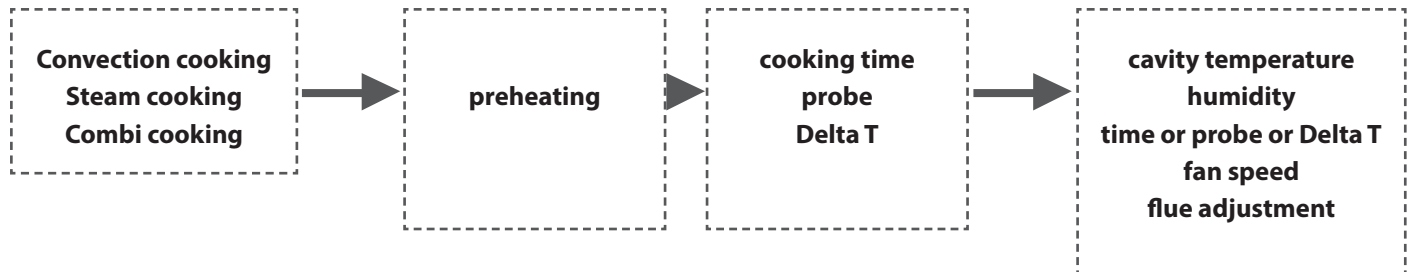 Convection cooking
Steam cooking
Combi cooking
preheating
cooking time
probe
Delta T
cavity temperature
humidity
time or probe or Delta T
fan speed
flue adjustment